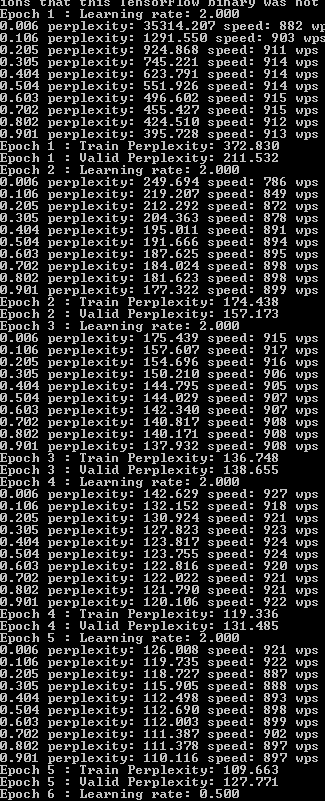 ions that this TensorFlow binary was not
Epoch 1 : Learning rate: 2.000
0.006 perplexity: 35314.207 speed: 882 wp
0.106 perplexity: 1291.550 speed: 903 wps
0.205 perplexity: 924.868 speed: 911 wps
0.305 perplexity: 745.221 speed: 914 wps
0.404 perplexity: 623.791 speed: 914 wps
0.504 perplexity: 551.926 speed: 914 wps
0.603 perplexity: 496.602 speed: 915 wps
0.702 perplexity: 455.427 speed: 915 wps
0.802 perplexity: 424.510 speed: 912 wps
0.901 perplexity: 395.728 speed: 913 wps
Epoch 1 : Train Perplexity: 372.830
Epoch 1 : Valid Perplexity: 211.532
Epoch 2 : Learning rate: 2.000
0.006 perplexity: 249.694 speed: 786 wps
0.106 perplexity: 219.207 speed: 849 wps
0.205 perplexity: 212.292 speed: 872 wps
0.305 perplexity: 204.363 speed: 878 wps
0.404 perplexity: 195.011 speed: 891 wps
0.504 perplexity: 191.666 speed: 894 wps
0.603 perplexity: 187.625 speed: 895 wps
0.702 perplexity: 184.024 speed: 898 wps
0.802 perplexity: 181.623 speed: 898 wps
0.901 perplexity: 177.322 speed: 899 wps
Epoch 2 : Train Perplexity: 174.438
Epoch 2 : Valid Perplexity: 157.173
Epoch 3 : Learning rate: 2.000
0.006 perplexity: 175.439 speed: 915 wps
0.106 perplexity: 157.607 speed: 917 wps
0.205 perplexity: 154.696 speed: 916 wps
0.305 perplexity: 150.210 speed: 906 wps
0.404 perplexity: 144.795 speed: 905 wps
0.504 perplexity: 144.029 speed: 907 wps
0.603 perplexity: 142.340 speed: 907 wps
0.702 perplexity: 140.817 speed: 908 wps
0.802 perplexity: 140.171 speed: 908 wps
0.901 perplexity: 137.932 speed: 908 wps
Epoch 3 : Train Perplexity: 136.748
Epoch 3 : Valid Perplexity: 138.655
Epoch 4 : Learning rate: 2.000
0.006 perplexity: 142.629 speed: 927 wps
0.106 perplexity: 132.152 speed: 918 wps
0.205 perplexity: 130.924 speed: 921 wps
0.305 perplexity: 127.823 speed: 923 wps
0.404 perplexity: 123.817 speed: 924 wps
0.504 perplexity: 123.755 speed: 924 wps
0.603 perplexity: 122.816 speed: 920 wps
0.702 perplexity: 122.022 speed: 921 wps
0.802 perplexity: 121.790 speed: 921 wps
0.901 perplexity: 120.106 speed: 922 wps
Epoch 4 : Train Perplexity: 119.336
Epoch 4 : Valid Perplexity: 131.485
Epoch 5 : Learning rate: 2.000
0.006 perplexity: 126.008 speed: 921 wps
0.106 perplexity: 119.735 speed: 922 wps
0.205 perplexity: 118.727 speed: 887 wps
0.305 perplexity: 115.905 speed: 888 wps
0.404 perplexity: 112.498 speed: 893 wps
0.504 perplexity: 112.690 speed: 898 wps
0.603 perplexity: 112.003 speed: 899 wps
0.702 perplexity: 111.387 speed: 902 wps
0.802 perplexity: 111.378 speed: 897 wps
0.901 perplexity: 110.116 speed: 897 wps
Epoch 5 : Train Perplexity: 109.663
Epoch 5 : Valid Perplexity: 127.771
Epoch 6 : Learning rate: 0.500